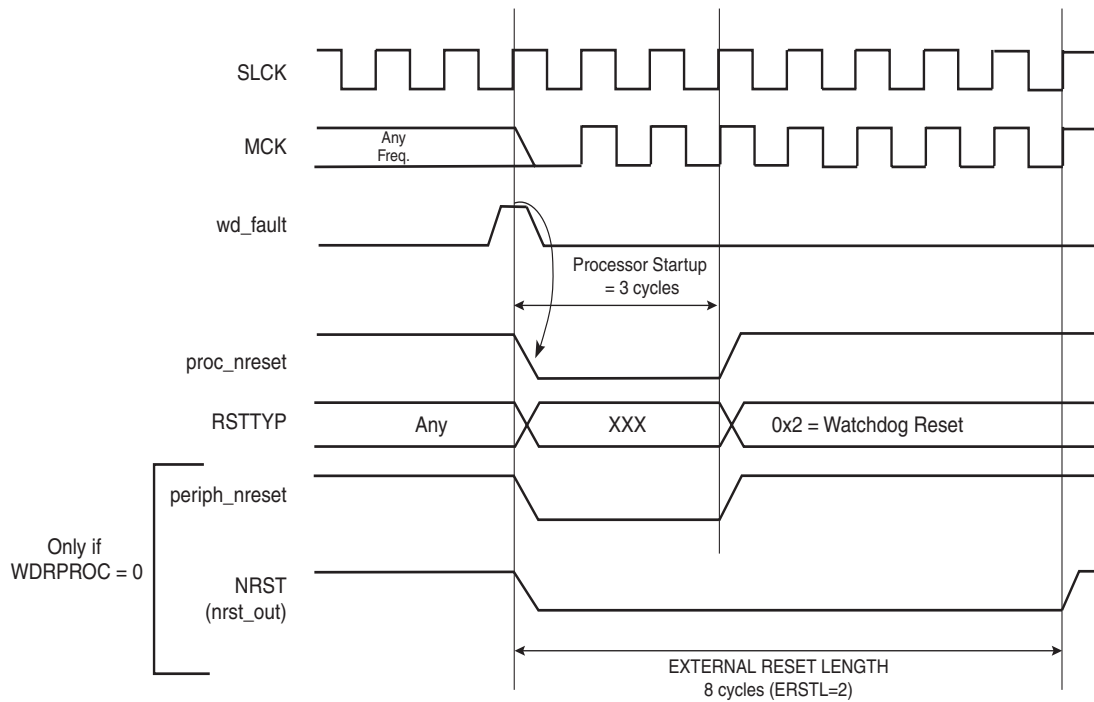 SLCK
MCK
Any
Freq.
wd_fault
Processor Startup
= 3 cycles
proc_nreset
RSTTYP
Any
XXX
0x2 = Watchdog Reset
periph_nreset
Only if
WDRPROC = 0
NRST
(nrst_out)
EXTERNAL RESET LENGTH
8 cycles (ERSTL=2)